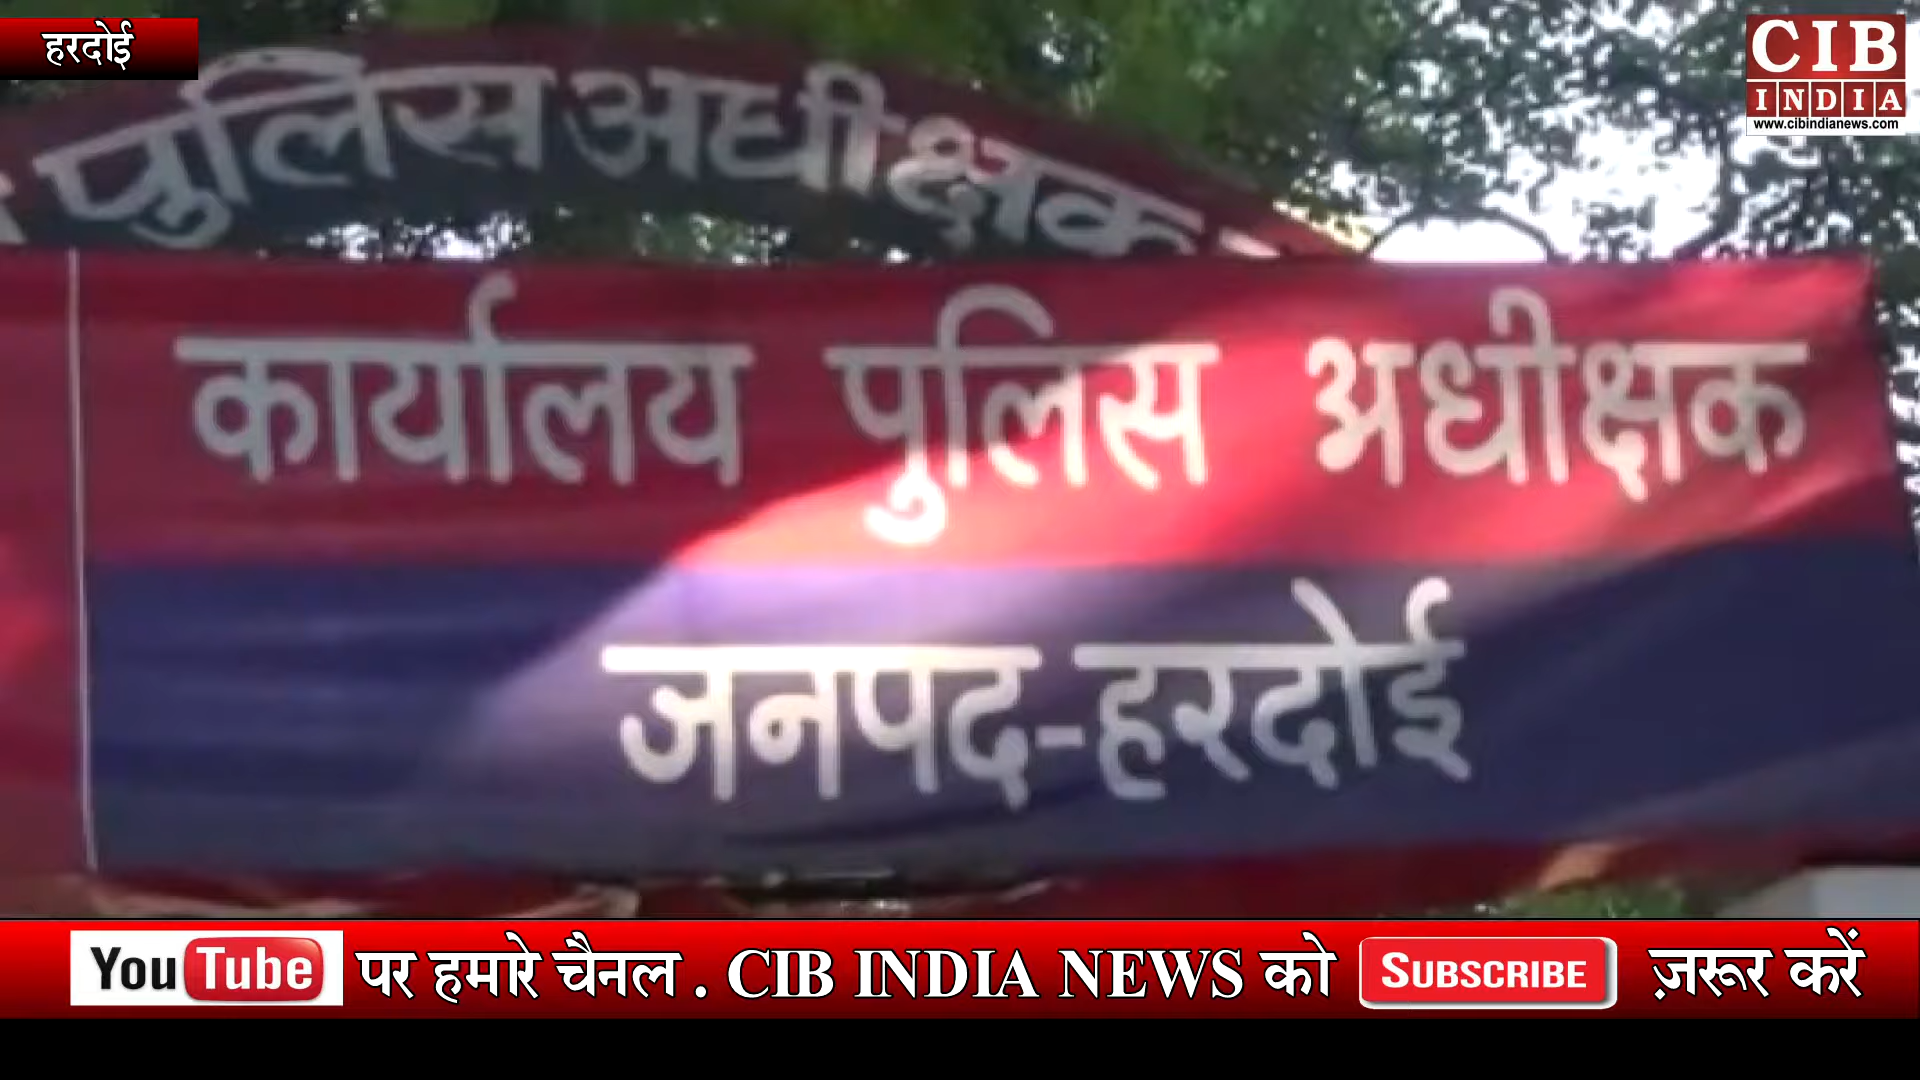 हरदोई
CIB
INDIA
www.cibindianews.com
पुलिस अधीक्षक
कार्यालय पुलिस अधीक्षक
जनपद-हरदोई
YouTube पर हमारे चैनल . CIB INDIA NEWS को SUBSCRIBE ज़रूर करें